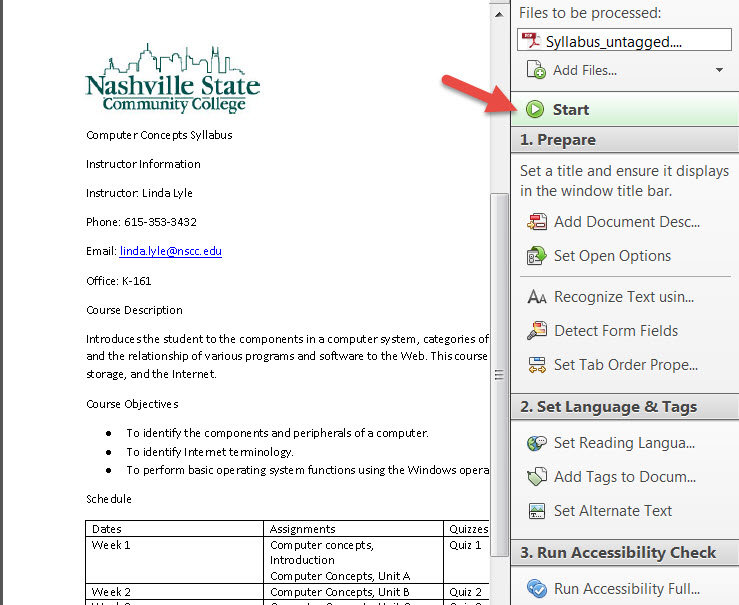 Nashville State
Community College
Computer Concepts Syllabus
Instructor Information
Instructor: Linda Lyle
Phone: 615-353-3432
Email: linda.lyle@nscc.edu
Office: K-161
Course Description
Introduces the student to the components in a computer system, categories of
and the relationship of various programs and software to the Web. This course
storage, and the Internet.
Course Objectives
• To identify the components and peripherals of a computer.
• To identify Internet terminology.
• To perform basic operating system functions using the Windows opera
Schedule
Dates Assignments Quizzes
Week 1 Computer concepts, Quiz 1
Introduction
Computer Concepts, Unit A
Week 2 Computer Concepts, Unit B Quiz 2
Files to be processed:
Syllabus_untagged....
Add Files...
Start
1. Prepare
Set a title and ensure it displays
in the window title bar.
Add Document Desc...
Set Open Options
Recognize Text usin...
Detect Form Fields
Set Tab Order Prope...
2. Set Language & Tags
Set Reading Langua...
Add Tags to Docum...
Set Alternate Text
3. Run Accessibility Check
Run Accessibility Full...